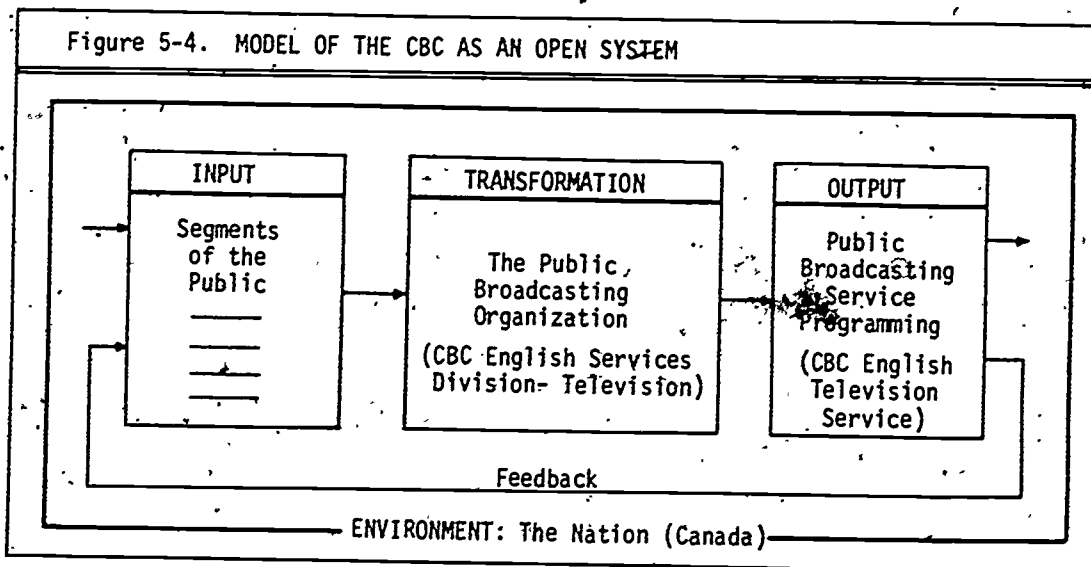 Figure 5-4. MODEL OF THE CBC AS AN OPEN SYSTEM
INPUT
Segments
of the
Public
TRANSFORMATION
The Public
Broadcasting
Organization
(CBC English Services
Division- Television)
OUTPUT
Public
Broadcasting
Service
Programming
(CBC English
Television
Service)
Feedback
ENVIRONMENT: The Nation (Canada)